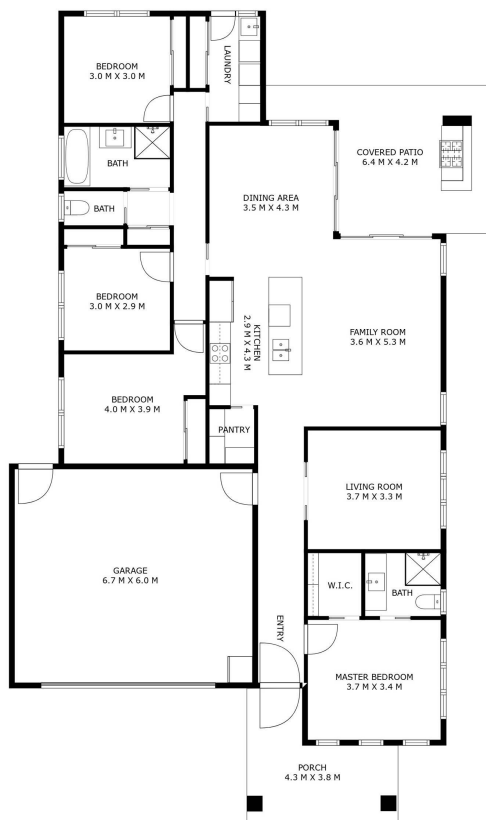 BEDROOM
3.0 M X 3.0 M
LAUNDRY
BATH
COVERED PATIO
6.4 M X 4.2 M
BATH
DINING AREA
3.5 M X 4.3 M
BEDROOM
3.0 M X 2.9 M
KITCHEN
2.9 M X 4.3 M
FAMILY ROOM
3.6 M X 5.3 M
BEDROOM
4.0 M X 3.9 M
PANTRY
LIVING ROOM
3.7 M X 3.3 M
GARAGE
6.7 M X 6.0 M
W.I.C.
BATH
ENTRY
MASTER BEDROOM
3.7 M X 3.4 M
PORCH
4.3 M X 3.8 M